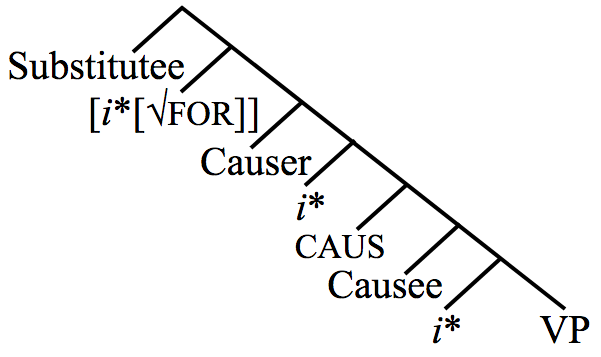 Substitutee
[i*[√FOR]]
Causer
i*
CAUS
Causee
i*
VP